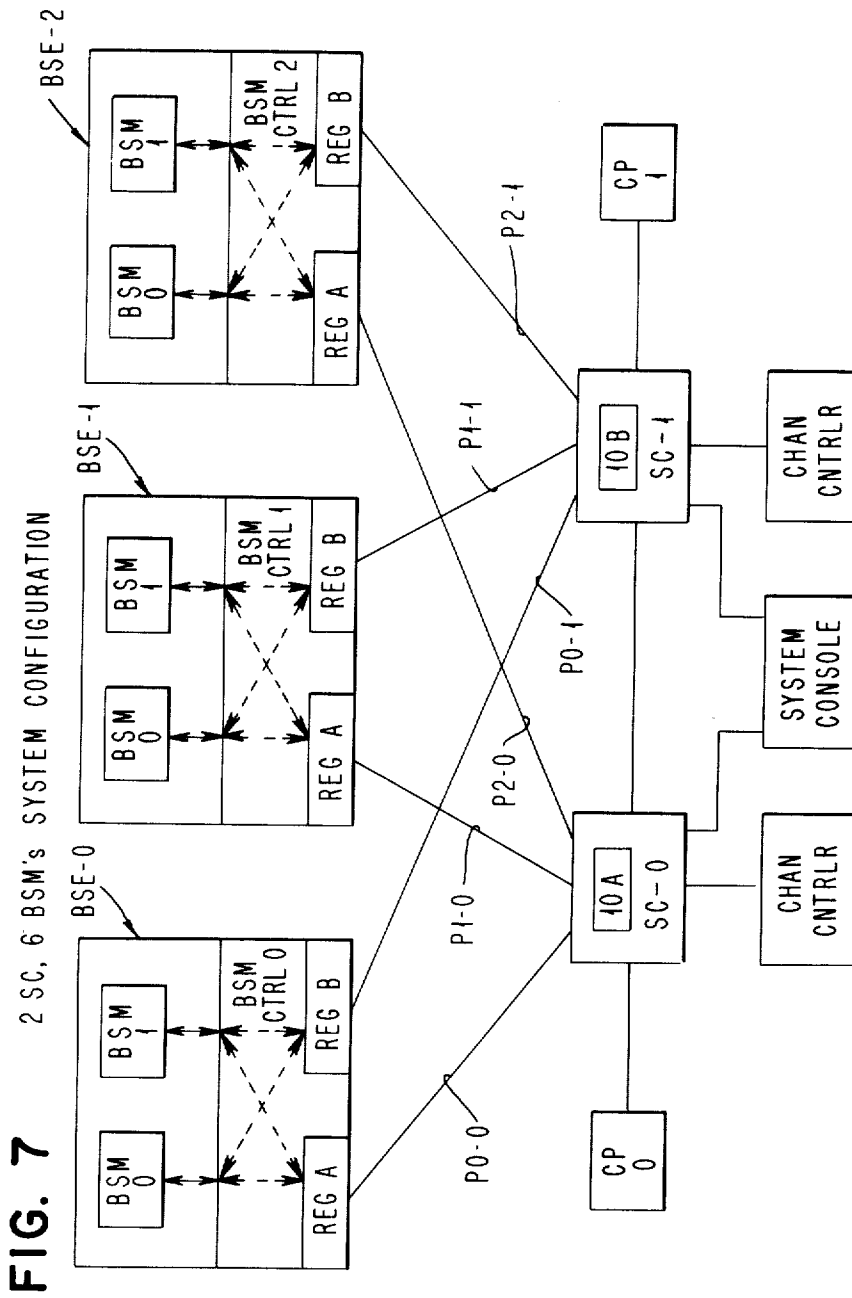 FIG. 7
2 SC, 6 BSM's SYSTEM CONFIGURATION
BSE-0
BSM
0
BSM
1
BSM
CTRL 0
REG A
REG B
BSE-1
BSM
0
BSM
1
BSM
CTRL 1
REG A
REG B
BSE-2
BSM
0
BSM
1
BSM
CTRL 2
REG A
REG B
P0-0
P1-0
P2-0
P0-1
P1-1
P2-1
CP
0
10A
SC-0
10B
SC-1
CP
1
CHAN
CNTRLR
SYSTEM
CONSOLE
CHAN
CNTRLR